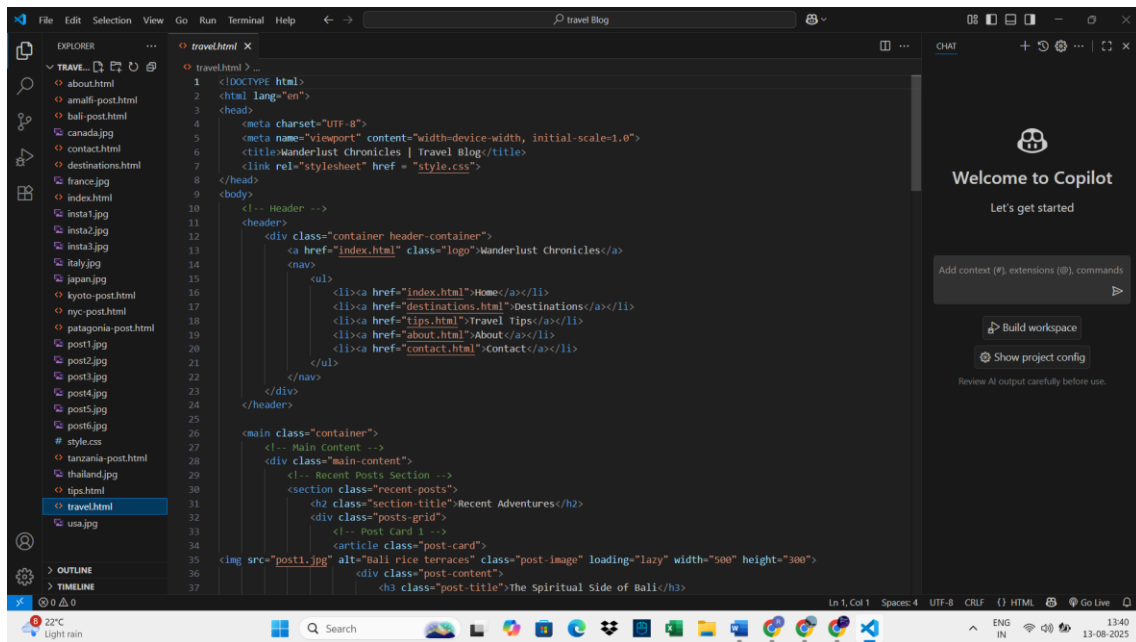 File Edit Selection View Go Run Terminal Help
travel Blog
EXPLORER
TRAVE...
about.html
amalfi-post.html
bali-post.html
canada.jpg
contact.html
destinations.html
france.jpg
index.html
insta1.jpg
insta2.jpg
insta3.jpg
italy.jpg
japan.jpg
kyoto-post.html
nyc-post.html
patagonia-post.html
post1.jpg
post2.jpg
post3.jpg
post4.jpg
post5.jpg
post6.jpg
# style.css
tanzania-post.html
thailand.jpg
tips.html
travel.html
usa.jpg
OUTLINE
TIMELINE
travel.html
travel.html > ...
1 <!DOCTYPE html>
2 <html lang="en">
3 <head>
4 <meta charset="UTF-8">
5 <meta name="viewport" content="width=device-width, initial-scale=1.0">
6 <title>Wanderlust Chronicles | Travel Blog</title>
7 <link rel="stylesheet" href = "style.css">
8 </head>
9 <body>
10 <!-- Header -->
11 <header>
12 <div class="container header-container">
13 <a href="index.html" class="logo">Wanderlust Chronicles</a>
14 <nav>
15 <ul>
16 <li><a href="index.html">Home</a></li>
17 <li><a href="destinations.html">Destinations</a></li>
18 <li><a href="tips.html">Travel Tips</a></li>
19 <li><a href="about.html">About</a></li>
20 <li><a href="contact.html">Contact</a></li>
21 </ul>
22 </nav>
23 </div>
24 </header>
25
26 <main class="container">
27 <!-- Main Content -->
28 <div class="main-content">
29 <!-- Recent Posts Section -->
30 <section class="recent-posts">
31 <h2 class="section-title">Recent Adventures</h2>
32 <div class="posts-grid">
33 <!-- Post Card 1 -->
34 <article class="post-card">
35 <img src="post1.jpg" alt="Bali rice terraces" class="post-image" loading="lazy" width="500" height="300">
36 <div class="post-content">
37 <h3 class="post-title">The Spiritual Side of Bali</h3>
CHAT
Welcome to Copilot
Let's get started
Add context (#), extensions (@), commands
Build workspace
Show project config
Review AI output carefully before use.
0 0
Ln 1, Col 1 Spaces: 4 UTF-8 CRLF {} HTML Go Live
8
22°C
Light rain
Search
ENG
IN
13:40
13-08-2025